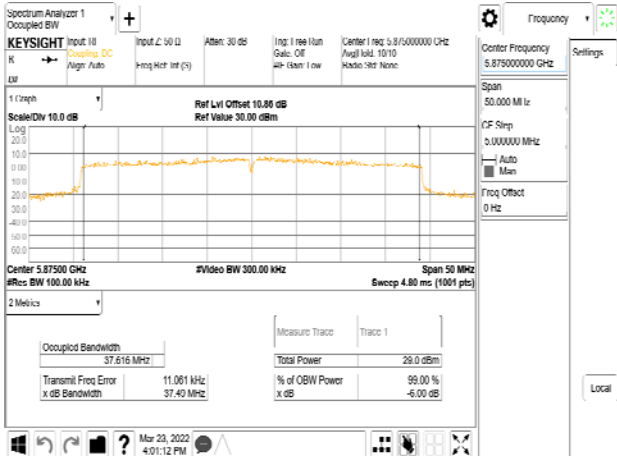 Spectrum Analyzer 1
Occupied BW
+
Frequency
KEYSIGHT Input: RF
Coupling: DC
Align: Auto
Input Z: 50 Ω
Freq Ref: Int (S)
Atten: 30 dB
Trig: Free Run
Gate: Off
#IF Gain: Low
Center Freq: 5.875000000 GHz
Avg|Hold: 10/10
Radio Std: None
Center Frequency
5.875000000 GHz
Settings
Span
50.000 MHz
CF Step
5.000000 MHz
Auto
Man
Freq Offset
0 Hz
Local
1 Graph
Scale/Div 10.0 dB
Ref Lvl Offset 10.86 dB
Ref Value 30.00 dBm
Log
20.0
10.0
0.00
10.0
20.0
30.0
-40.0
50.0
60.0
Center 5.87500 GHz
#Video BW 300.00 kHz
Span 50 MHz
#Res BW 100.00 kHz
Sweep 4.80 ms (1001 pts)
2 Metrics
Measure Trace Trace 1
Occupied Bandwidth
37.616 MHz
Total Power 29.0 dBm
Transmit Freq Error 11.061 kHz
% of OBW Power 99.00 %
x dB Bandwidth 37.40 MHz
x dB -6.00 dB
?
Mar 23, 2022
4:01:12 PM